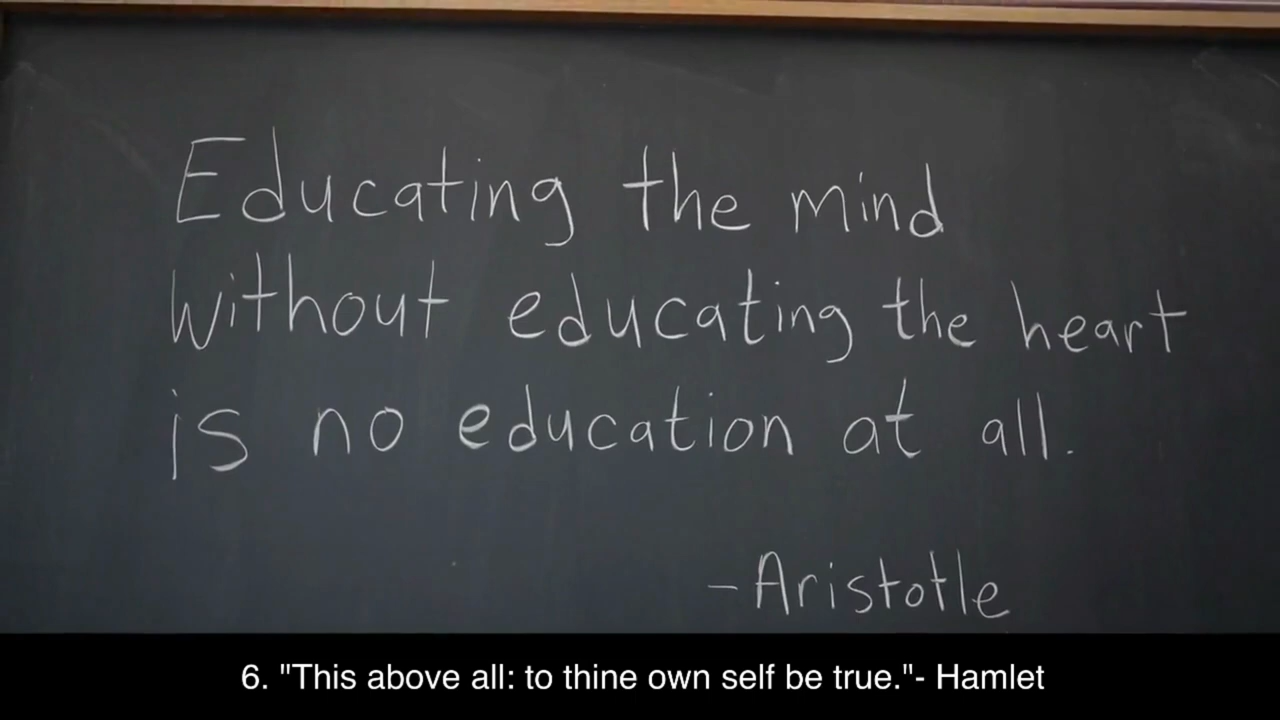 Educating the mind
without educating the heart
is no education at all.
-Aristotle
6. "This above all: to thine own self be true."- Hamlet